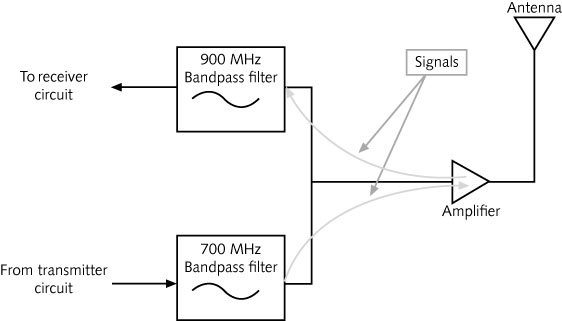 Antenna
900 MHz
Bandpass filter
Signals
To receiver
circuit
Amplifier
700 MHz
Bandpass filter
From transmitter
circuit